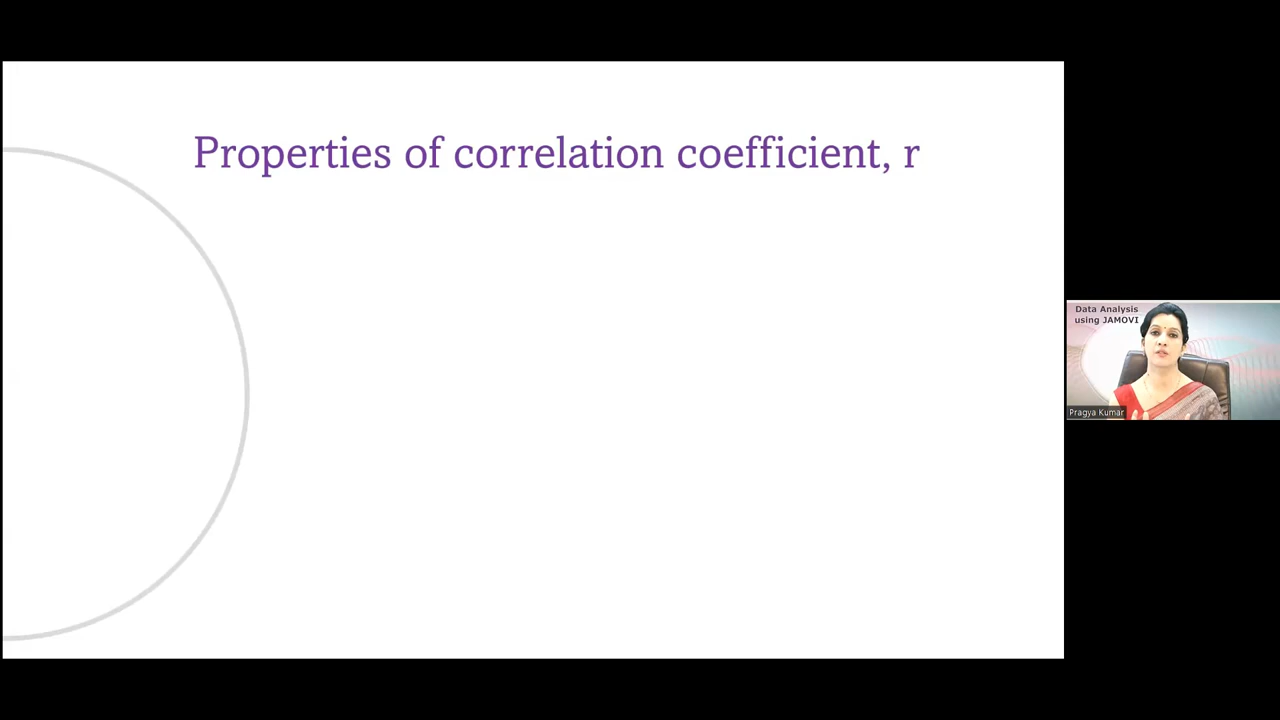 Properties of correlation coefficient, r
Data Analysis
using JAMOVI
Pragya Kumar